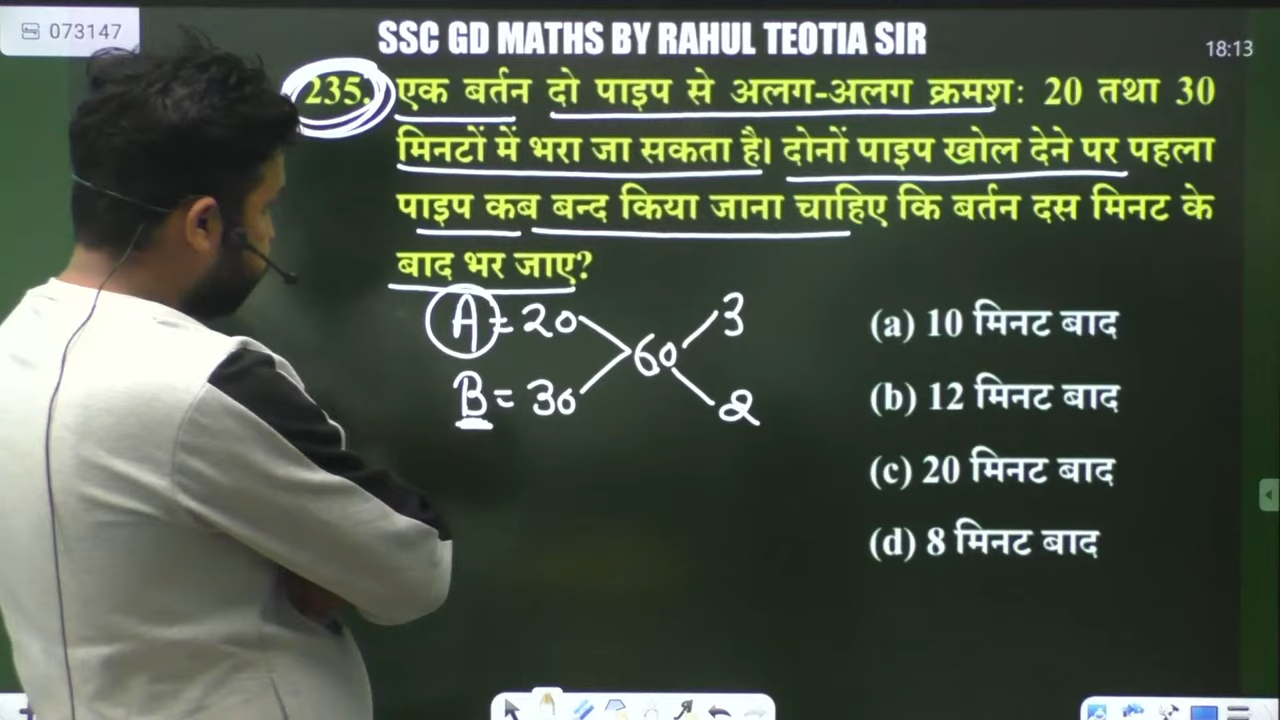 073147
SSC GD MATHS BY RAHUL TEOTIA SIR
18:13
235. एक बर्तन दो पाइप से अलग-अलग क्रमश: 20 तथा 30
मिनटों में भरा जा सकता है। दोनों पाइप खोल देने पर पहला
पाइप कब बन्द किया जाना चाहिए कि बर्तन दस मिनट के
बाद भर जाए?
A = 20
B = 30
60
3
2
(a) 10 मिनट बाद
(b) 12 मिनट बाद
(c) 20 मिनट बाद
(d) 8 मिनट बाद